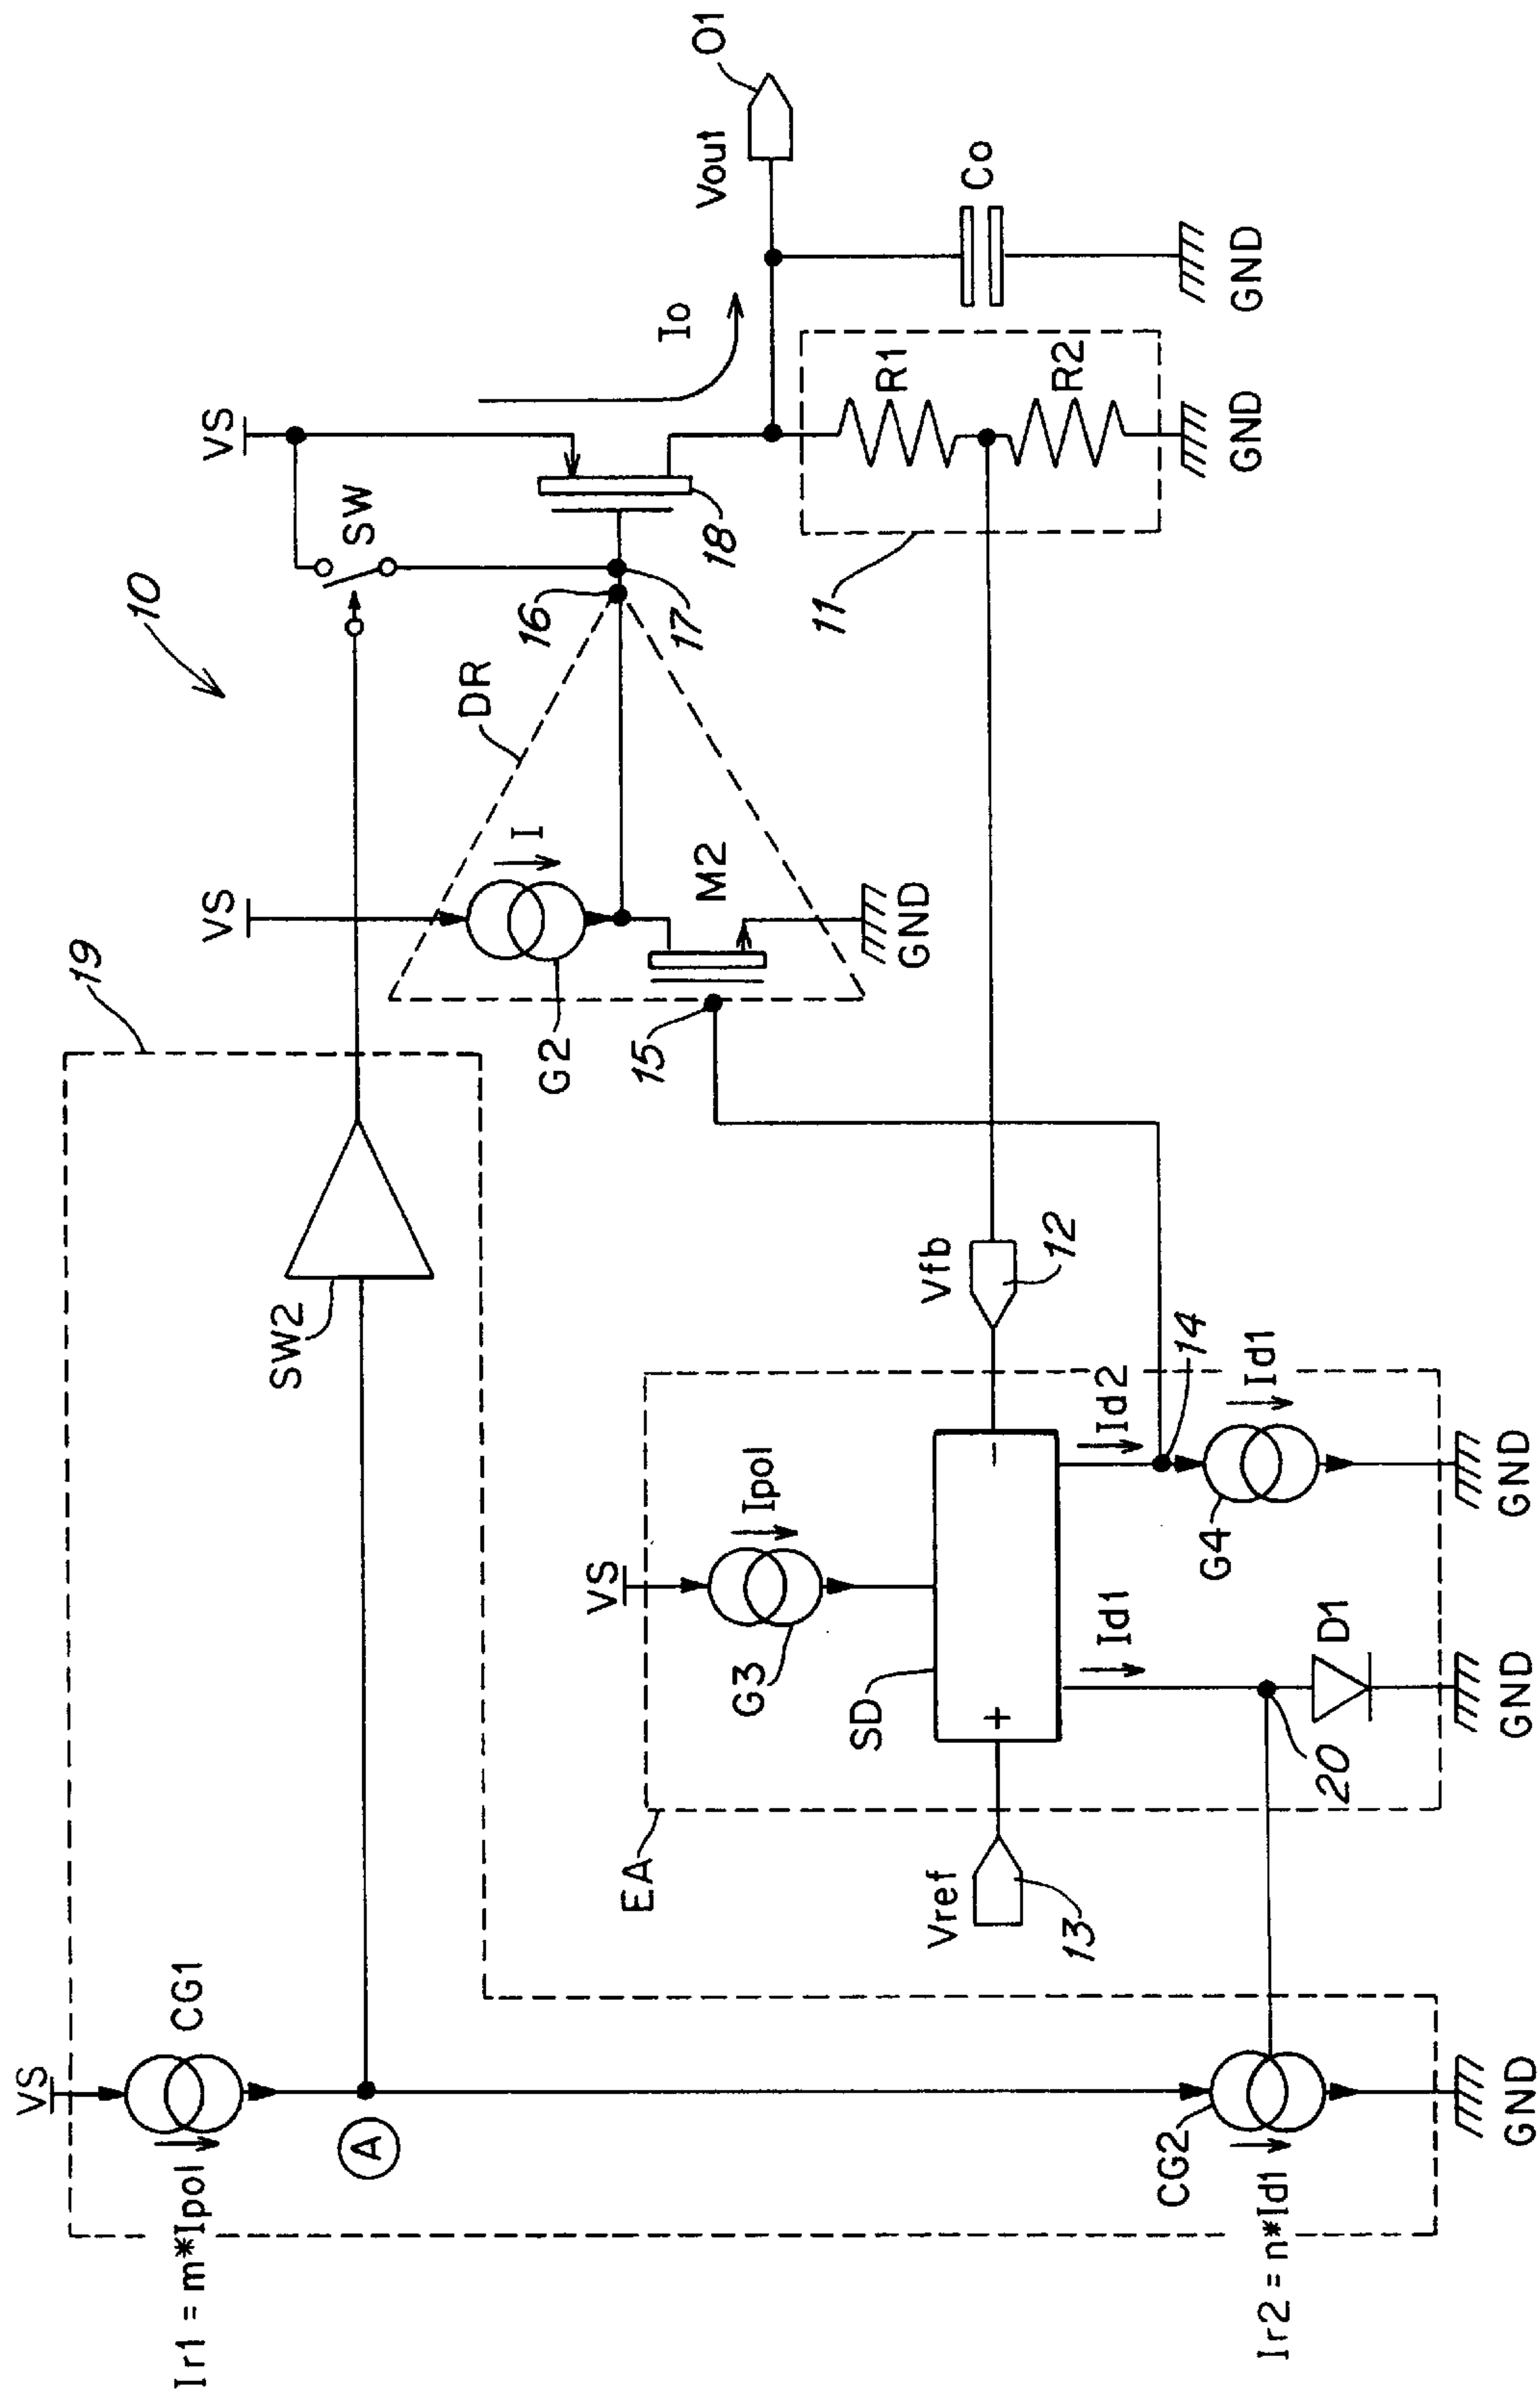 10
19
VS
CG1
Ir1 = m*Ipol
A
SW2
VS
DR
G2
I
M2
GND
15
16
17
SW
VS
18
Io
Vout
O1
11
R1
R2
GND
Co
GND
EA
VS
G3
Ipol
SD
+
-
Vref
13
Vfb
12
Id1
Id2
14
Id1
G4
20
D1
GND
GND
CG2
Ir2 = n*Id1
GND